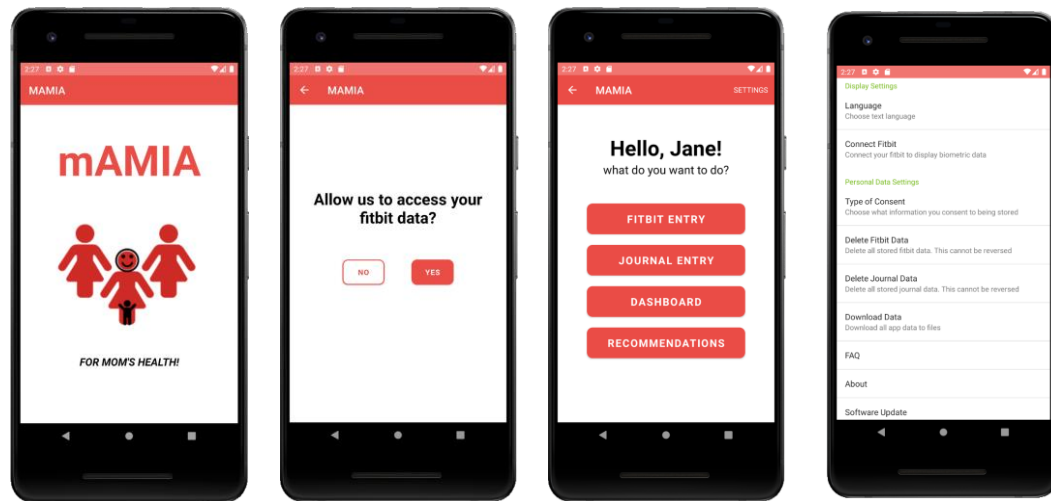 2:27
MAMIA
mAMIA
FOR MOM'S HEALTH!
2:27
MAMIA
Allow us to access your
fitbit data?
NO
YES
2:27
MAMIA
SETTINGS
Hello, Jane!
what do you want to do?
FITBIT ENTRY
JOURNAL ENTRY
DASHBOARD
RECOMMENDATIONS
2:27
Display Settings
Language
Choose text language
Connect Fitbit
Connect your fitbit to display biometric data
Personal Data Settings
Type of Consent
Choose what information you consent to being stored
Delete Fitbit Data
Delete all stored fitbit data. This cannot be reversed
Delete Journal Data
Delete all stored journal data. This cannot be reversed
Download Data
Download all app data to files
FAQ
About
Software Update